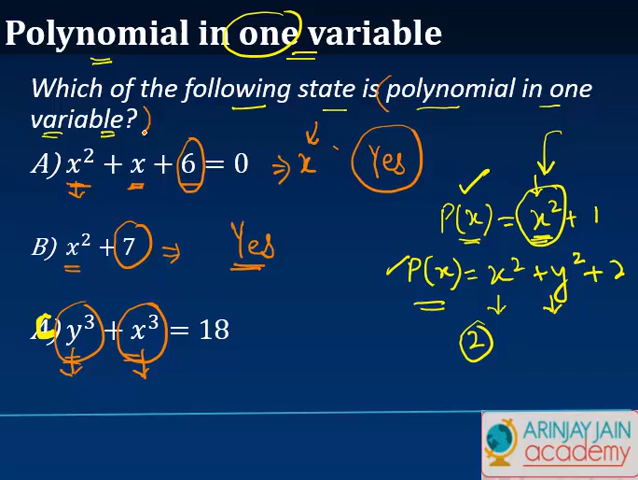 Polynomial in one variable
Which of the following state is (polynomial in one
variable?)
A) x² + x + 6 = 0 ⇒ x Yes
P(x) = x² + 1
B) x² + 7 ⇒ Yes
P(x) = x² + y² + 2
2
y³ + x³ = 18
ARINJAY JAIN
academy